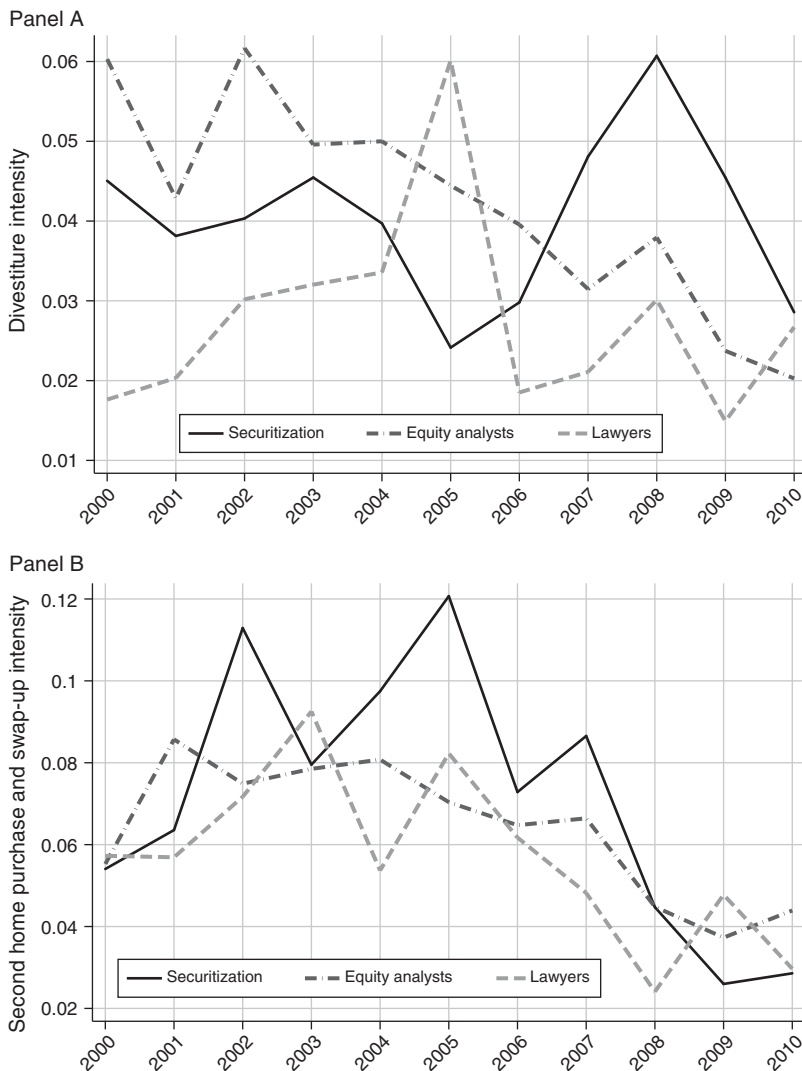 Panel A
Divestiture intensity
0.06
0.05
0.04
0.03
0.02
0.01
Securitization Equity analysts Lawyers
2000 2001 2002 2003 2004 2005 2006 2007 2008 2009 2010
Panel B
Second home purchase and swap-up intensity
0.12
0.1
0.08
0.06
0.04
0.02
Securitization Equity analysts Lawyers
2000 2001 2002 2003 2004 2005 2006 2007 2008 2009 2010